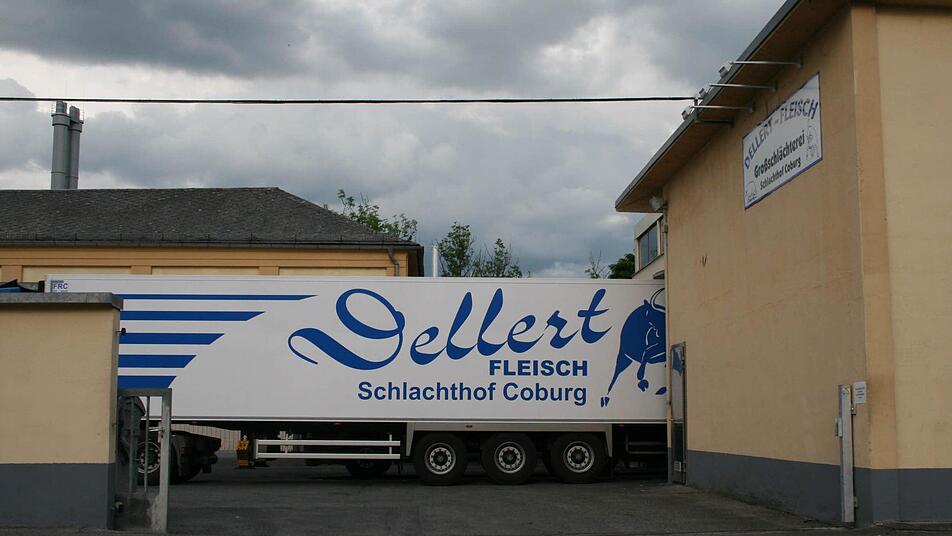 FRC
Dellert
FLEISCH
Schlachthof Coburg
DELLERT - FLEISCH
Großschlächterei
Schlachthof Coburg